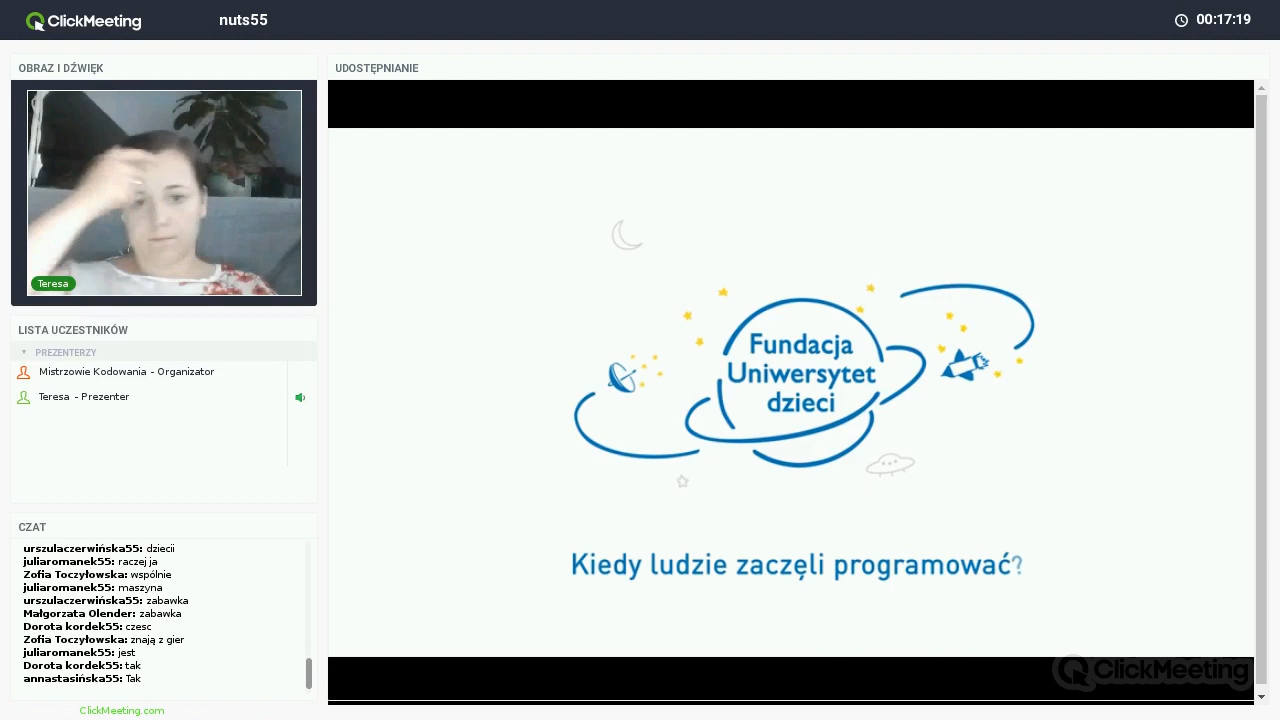 ClickMeeting
nuts55
00:17:19
OBRAZ I DŹWIĘK
Teresa
LISTA UCZESTNIKÓW
PREZENTERZY
Mistrzowie Kodowania - Organizator
Teresa - Prezenter
CZAT
urszulaczerwińska55: dziecii
juliaromanek55: raczej ja
Zofia Toczyłowska: wspólnie
juliaromanek55: maszyna
urszulaczerwińska55: zabawka
Małgorzata Olender: zabawka
Dorota kordek55: czesc
Zofia Toczyłowska: znają z gier
juliaromanek55: jest
Dorota kordek55: tak
annastasińska55: Tak
ClickMeeting.com
UDOSTĘPNIANIE
Fundacja
Uniwersytet
dzieci
Kiedy ludzie zaczęli programować?
ClickMeeting